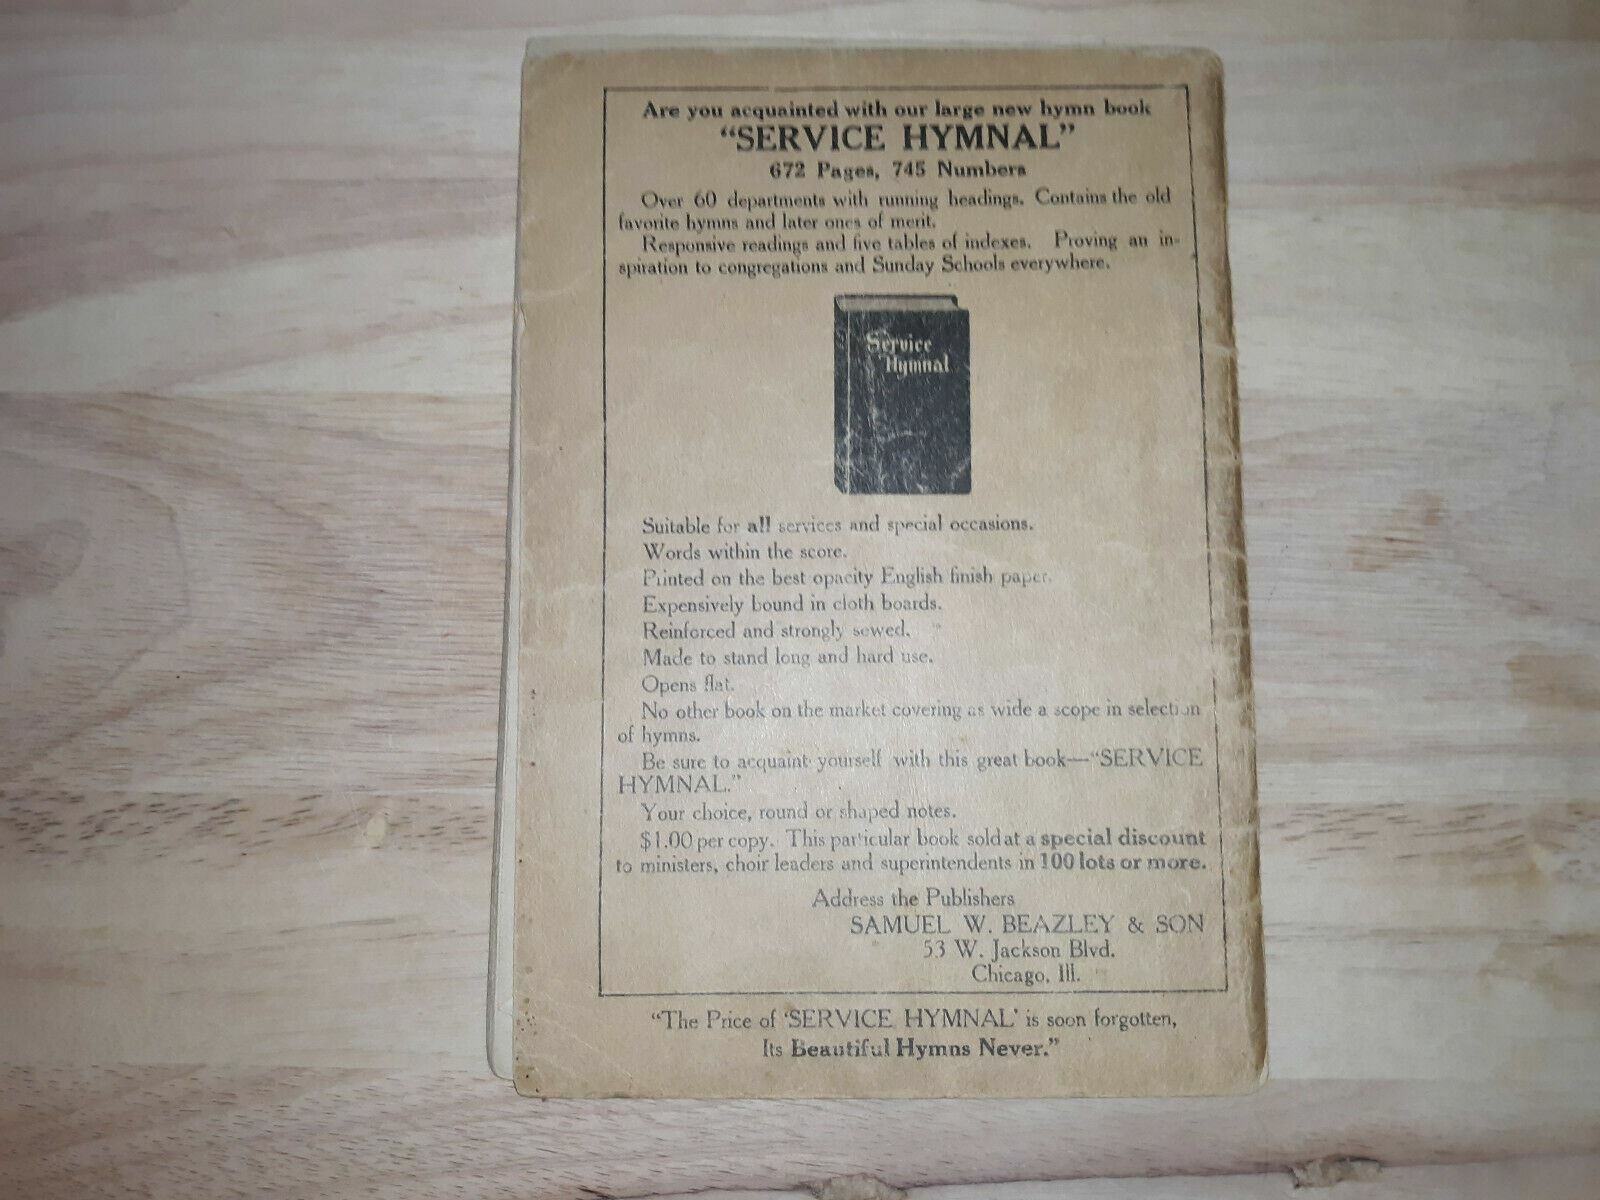 Are you acquainted with our large new hymn book
"SERVICE HYMNAL"
672 Pages, 745 Numbers
Over 60 departments with running headings. Contains the old
favorite hymns and later ones of merit.
Responsive readings and five tables of indexes. Proving an in-
spiration to congregations and Sunday Schools everywhere.
Service
Hymnal
Suitable for all services and special occasions.
Words within the score.
Printed on the best opacity English finish paper.
Expensively bound in cloth boards.
Reinforced and strongly sewed.
Made to stand long and hard use.
Opens flat.
No other book on the market covering as wide a scope in selection
of hymns.
Be sure to acquaint yourself with this great book—"SERVICE
HYMNAL."
Your choice, round or shaped notes.
$1.00 per copy. This particular book sold at a special discount
to ministers, choir leaders and superintendents in 100 lots or more.
Address the Publishers
SAMUEL W. BEAZLEY & SON
53 W. Jackson Blvd.
Chicago, Ill.
"The Price of 'SERVICE HYMNAL' is soon forgotten,
Its Beautiful Hymns Never."